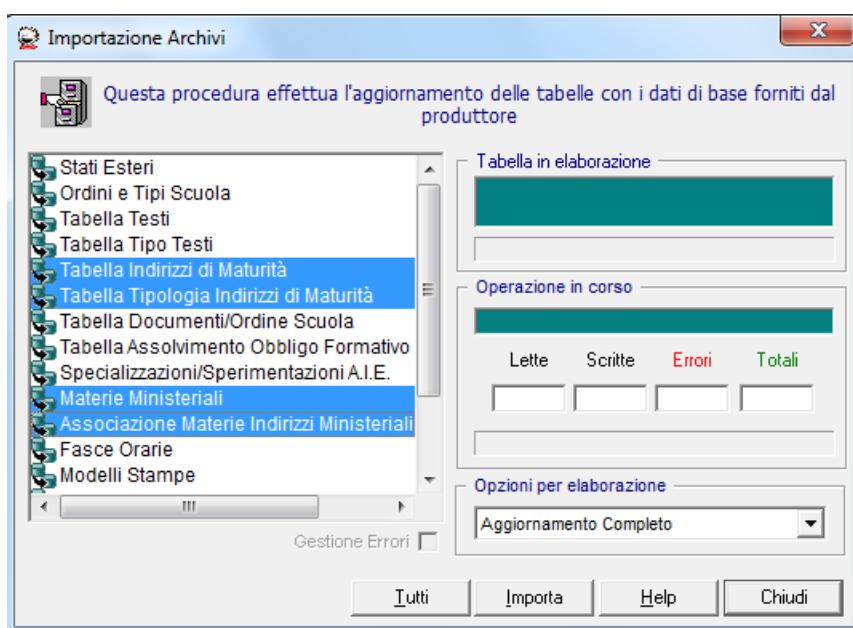 Importazione Archivi
Questa procedura effettua l'aggiornamento delle tabelle con i dati di base forniti dal
produttore
Stati Esteri
Ordini e Tipi Scuola
Tabella Testi
Tabella Tipo Testi
Tabella Indirizzi di Maturità
Tabella Tipologia Indirizzi di Maturità
Tabella Documenti/Ordine Scuola
Tabella Assolvimento Obbligo Formativo
Specializzazioni/Sperimentazioni A.I.E.
Materie Ministeriali
Associazione Materie Indirizzi Ministeriali
Fasce Orarie
Modelli Stampe
Gestione Errori
Tabella in elaborazione
Operazione in corso
Lette Scritte Errori Totali
Opzioni per elaborazione
Aggiornamento Completo
Tutti Importa Help Chiudi